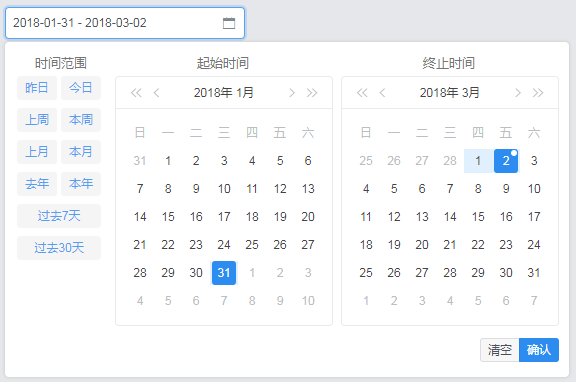 2018-01-31 - 2018-03-02
时间范围
昨日 今日
上周 本周
上月 本月
去年 本年
过去7天
过去30天
起始时间
2018年 1月
日 一 二 三 四 五 六
31 1 2 3 4 5 6
7 8 9 10 11 12 13
14 15 16 17 18 19 20
21 22 23 24 25 26 27
28 29 30 31 1 2 3
4 5 6 7 8 9 10
终止时间
2018年 3月
日 一 二 三 四 五 六
25 26 27 28 1 2 3
4 5 6 7 8 9 10
11 12 13 14 15 16 17
18 19 20 21 22 23 24
25 26 27 28 29 30 31
1 2 3 4 5 6 7
清空 确认